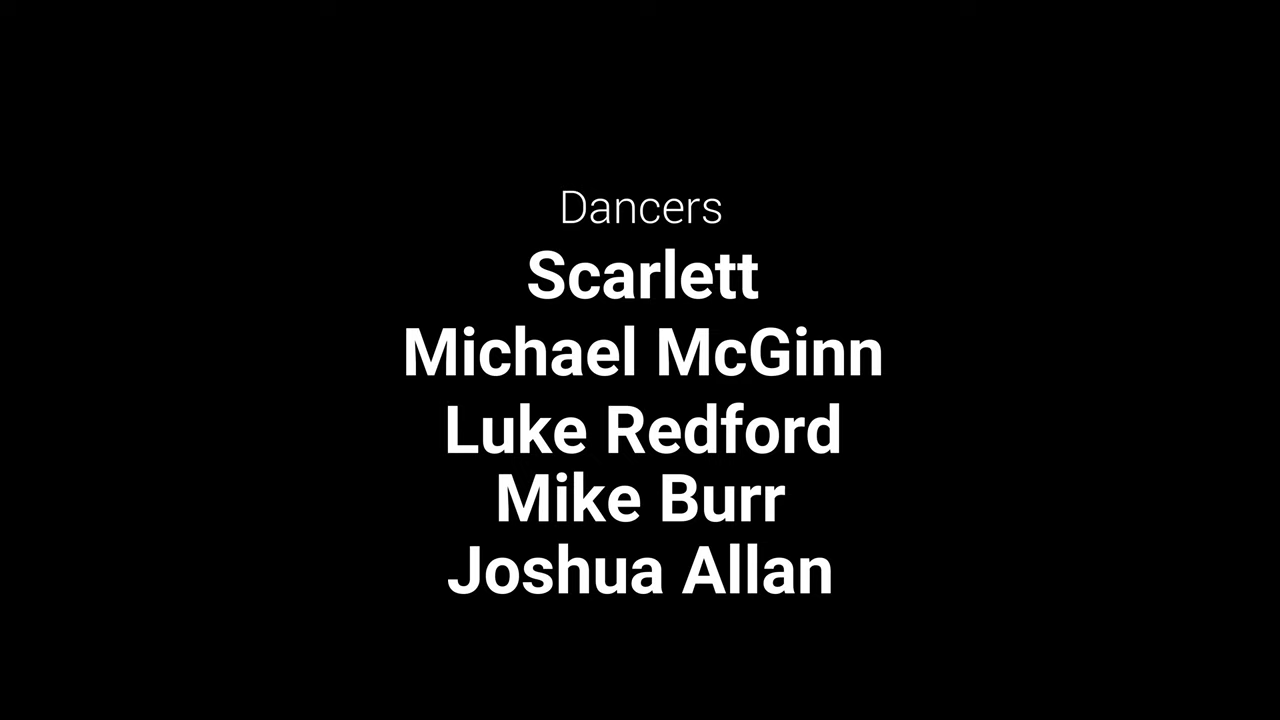 Dancers
Scarlett
Michael McGinn
Luke Redford
Mike Burr
Joshua Allan